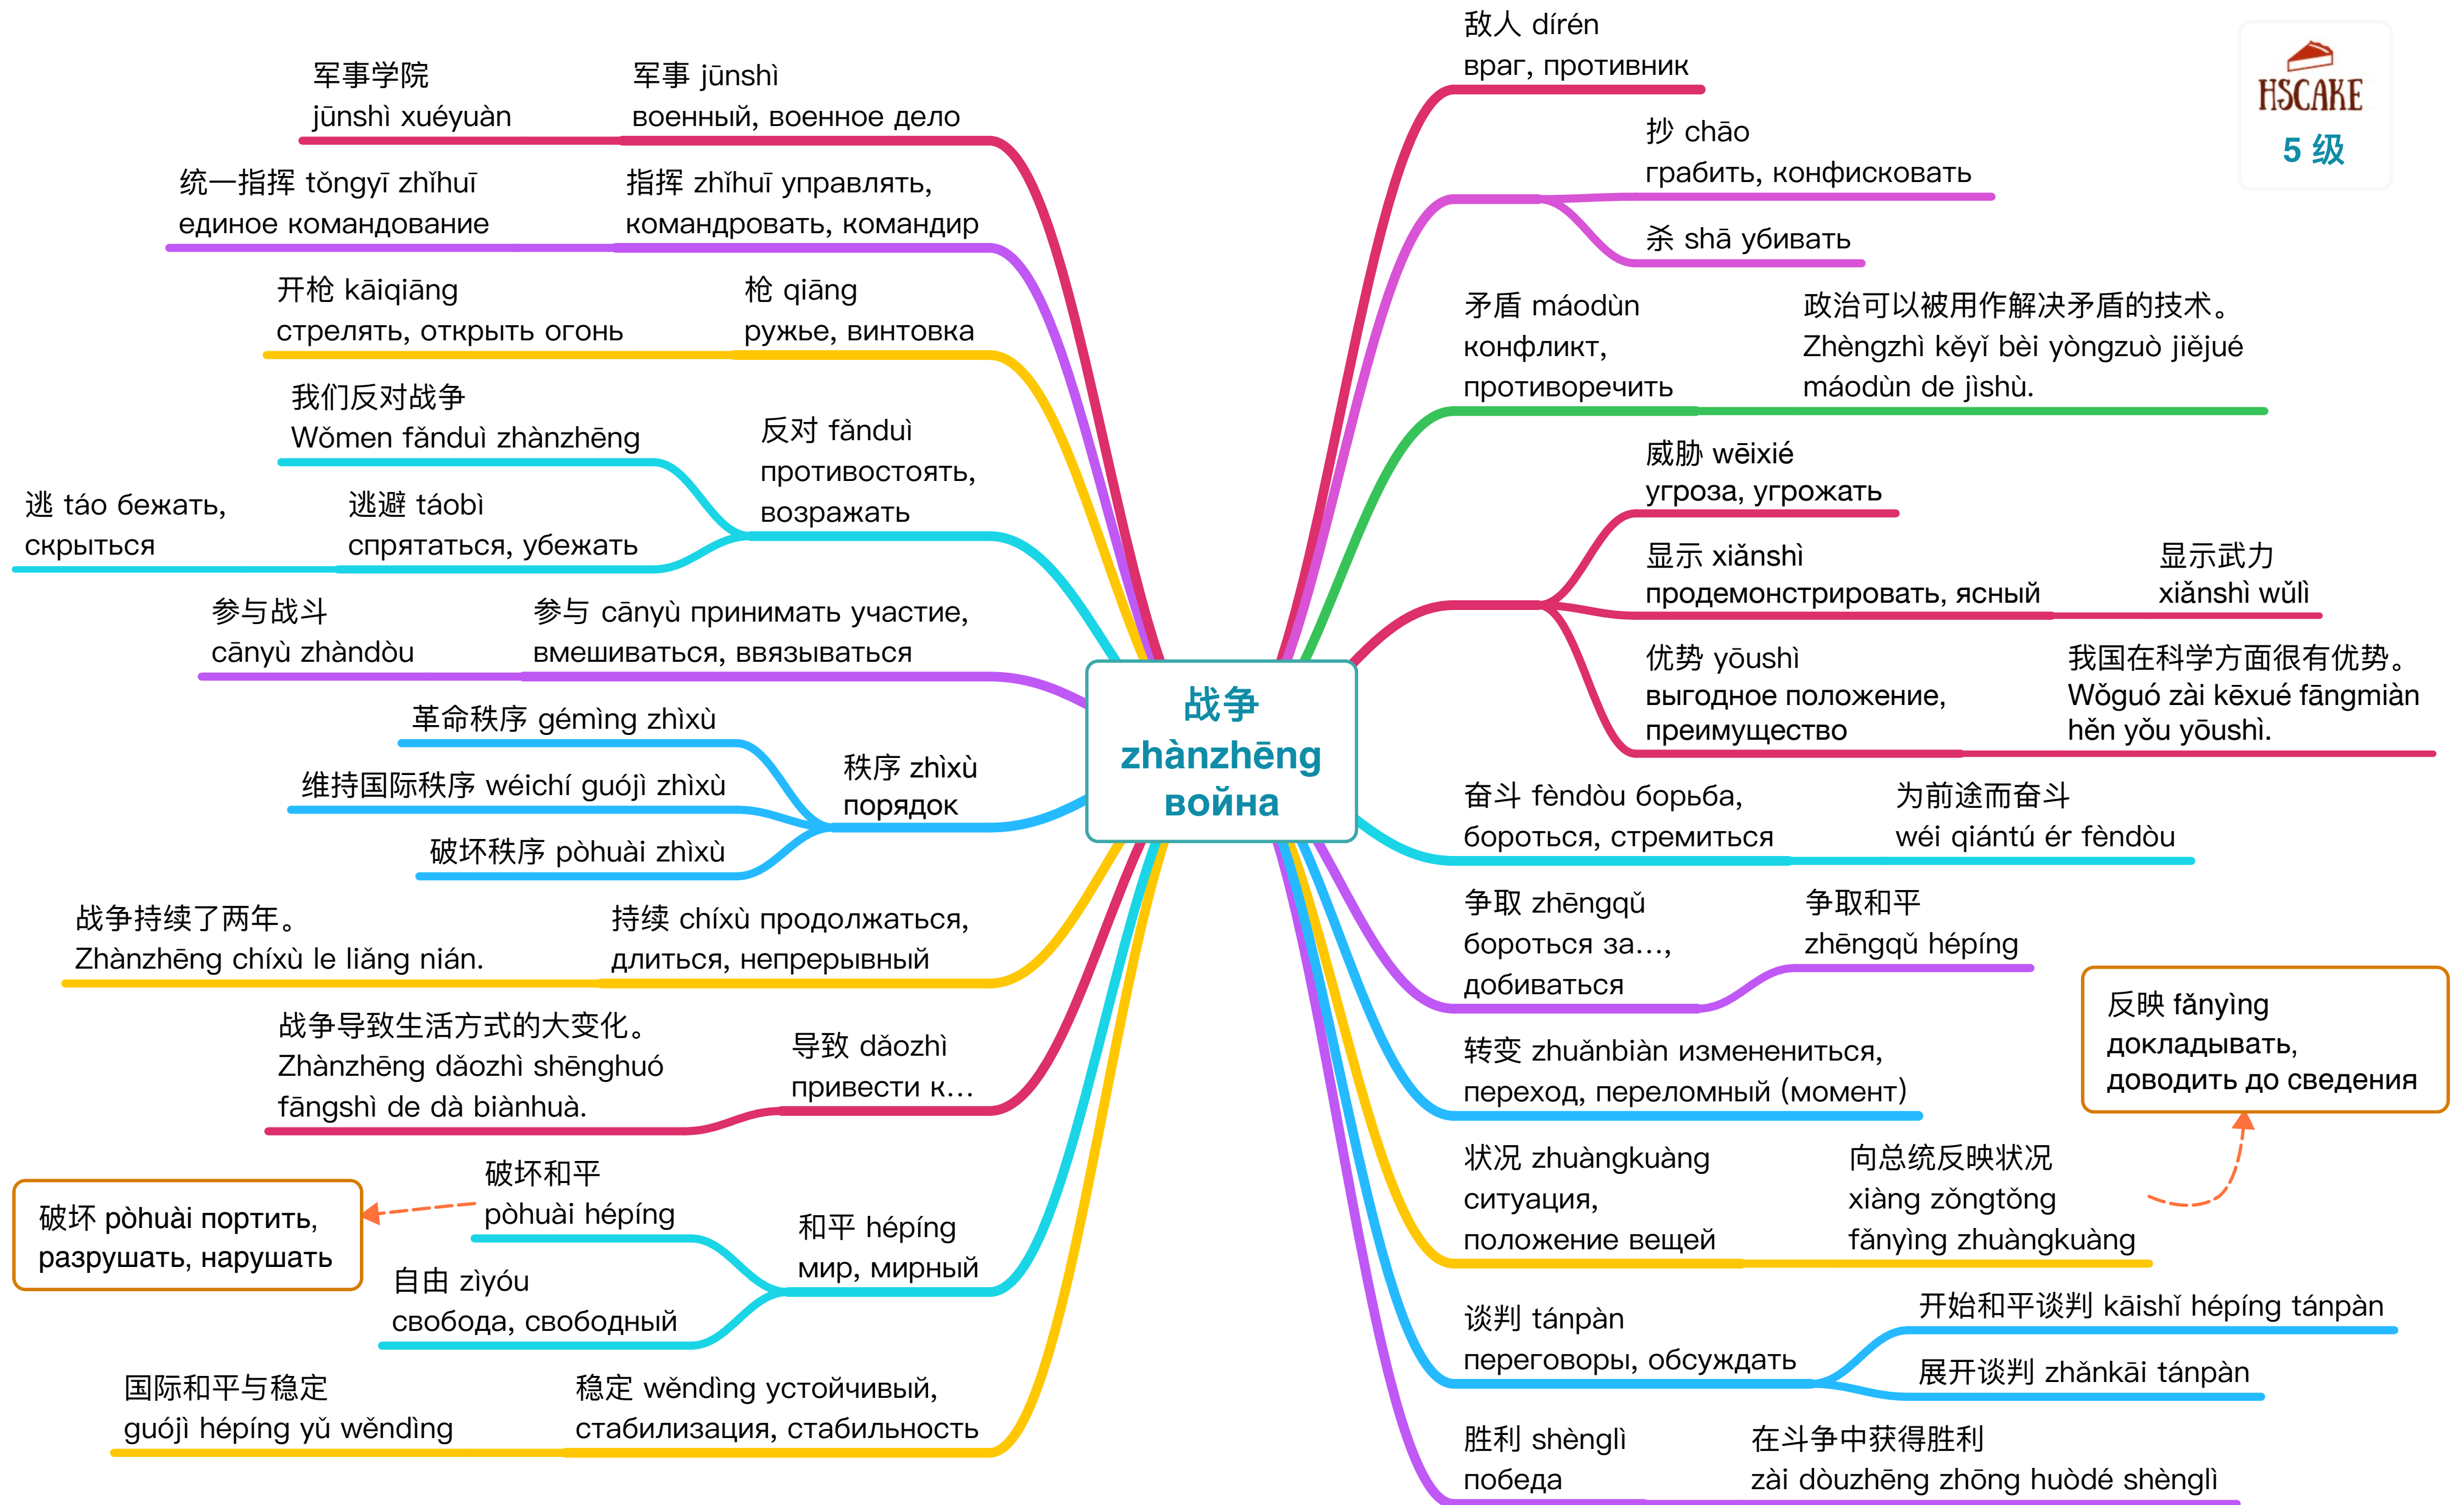 战争
zhànzhēng
война
敌人 dírén
враг, противник
抄 chāo
грабить, конфисковать
杀 shā убивать
矛盾 máodùn
конфликт,
противоречить
政治可以被用作解决矛盾的技术。
Zhèngzhì kěyǐ bèi yòngzuò jiějué
máodùn de jìshù.
威胁 wēixié
угроза, угрожать
显示 xiǎnshì
продемонстрировать, ясный
显示武力
xiǎnshì wǔlì
优势 yōushì
выгодное положение,
преимущество
我国在科学方面很有优势。
Wǒguó zài kēxué fāngmiàn
hěn yǒu yōushì.
奋斗 fèndòu борьба,
бороться, стремиться
为前途而奋斗
wéi qiántú ér fèndòu
争取 zhēngqǔ
бороться за...,
добиваться
争取和平
zhēngqǔ hépíng
转变 zhuǎnbiàn изменениться,
переход, переломный (момент)
状况 zhuàngkuàng
ситуация,
положение вещей
向总统反映状况
xiàng zǒngtǒng
fǎnyìng zhuàngkuàng
反映 fǎnyìng
докладывать,
доводить до сведения
谈判 tánpàn
переговоры, обсуждать
开始和平谈判 kāishǐ hépíng tánpàn
展开谈判 zhǎnkāi tánpàn
胜利 shènglì
победа
在斗争中获得胜利
zài dòuzhēng zhōng huòdé shènglì
军事 jūnshì
военный, военное дело
军事学院
jūnshì xuéyuàn
指挥 zhǐhuī управлять,
командровать, командир
统一指挥 tǒngyī zhǐhuī
единое командование
枪 qiāng
ружье, винтовка
开枪 kāiqiāng
стрелять, открыть огонь
反对 fǎnduì
противостоять,
возражать
我们反对战争
Wǒmen fǎnduì zhànzhēng
逃避 táobì
спрятаться, убежать
逃 táo бежать,
скрыться
参与 cānyù принимать участие,
вмешиваться, ввязываться
参与战斗
cānyù zhàndòu
秩序 zhìxù
порядок
革命秩序 gémìng zhìxù
维持国际秩序 wéichí guójì zhìxù
破坏秩序 pòhuài zhìxù
持续 chíxù продолжаться,
длиться, непрерывный
战争持续了两年。
Zhànzhēng chíxù le liǎng nián.
导致 dǎozhì
привести к...
战争导致生活方式的大变化。
Zhànzhēng dǎozhì shēnghuó
fāngshì de dà biànhuà.
和平 hépíng
мир, мирный
破坏和平
pòhuài hépíng
破坏 pòhuài портить,
разрушать, нарушать
自由 zìyóu
свобода, свободный
稳定 wěndìng устойчивый,
стабилизация, стабильность
国际和平与稳定
guójì hépíng yǔ wěndìng
HSCAKE
5 级